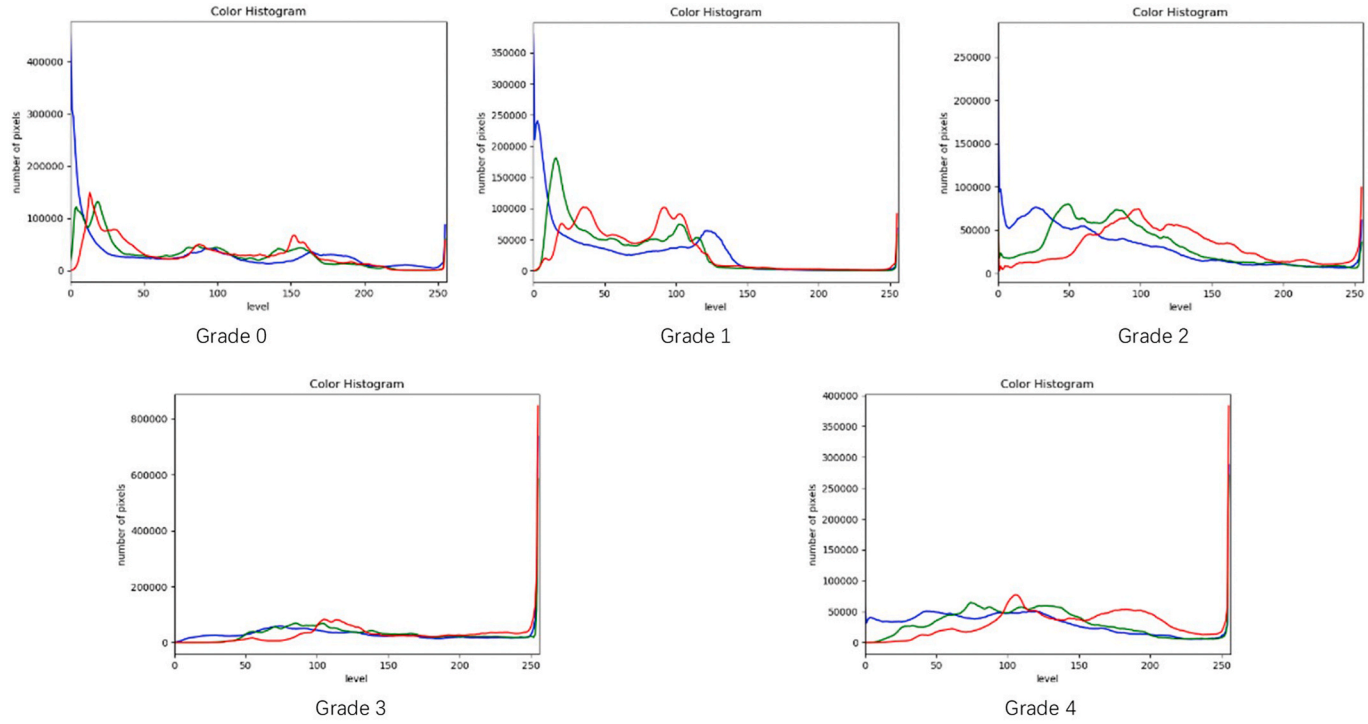 Color Histogram
number of pixels
400000
300000
200000
100000
0
0 50 100 150 200 250
level
Grade 0
Color Histogram
number of pixels
350000
300000
250000
200000
150000
100000
50000
0
0 50 100 150 200 250
level
Grade 1
Color Histogram
number of pixels
250000
200000
150000
100000
50000
0
0 50 100 150 200 250
level
Grade 2
Color Histogram
number of pixels
800000
600000
400000
200000
0
0 50 100 150 200 250
level
Grade 3
Color Histogram
number of pixels
400000
350000
300000
250000
200000
150000
100000
50000
0
0 50 100 150 200 250
level
Grade 4